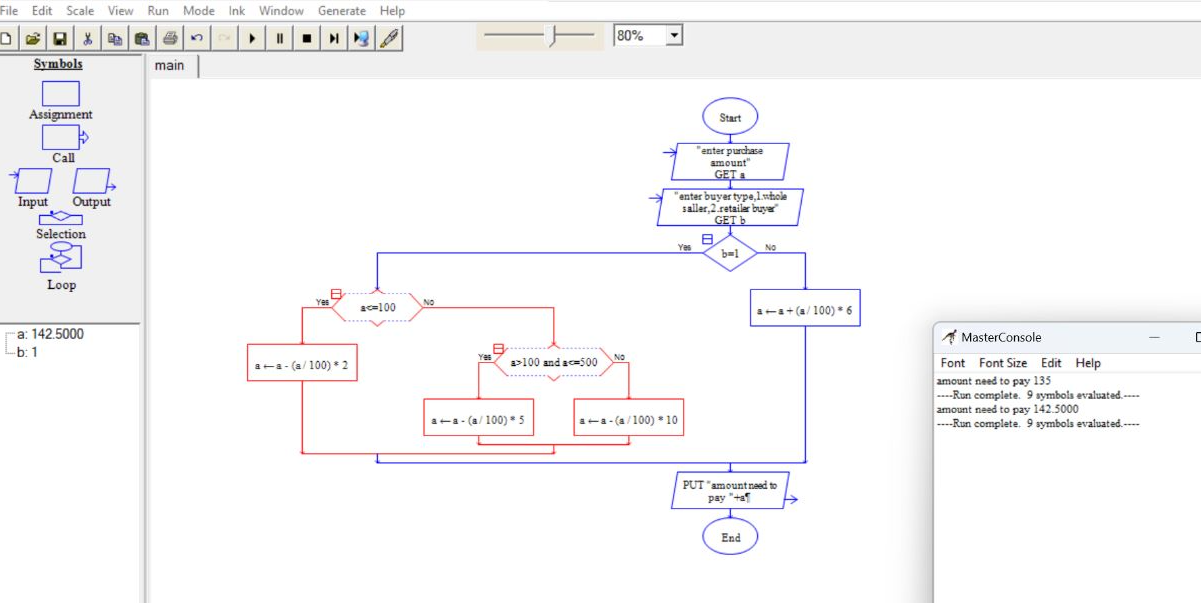 File Edit Scale View Run Mode Ink Window Generate Help
80%
Symbols
Assignment
Call
Input Output
Selection
Loop
a: 142.5000
b: 1
main
Start
"enter purchase
amount"
GET a
"enter buyer type,1.whole
saller,2.retailer buyer"
GET b
Yes
b=1
No
Yes
a<=100
No
a ← a + (a / 100) * 6
a ← a - (a / 100) * 2
Yes
a>100 and a<=500
No
a ← a - (a / 100) * 5
a ← a - (a / 100) * 10
PUT "amount need to
pay "+a¶
End
MasterConsole
Font Font Size Edit Help
amount need to pay 135
----Run complete. 9 symbols evaluated.----
amount need to pay 142.5000
----Run complete. 9 symbols evaluated.----